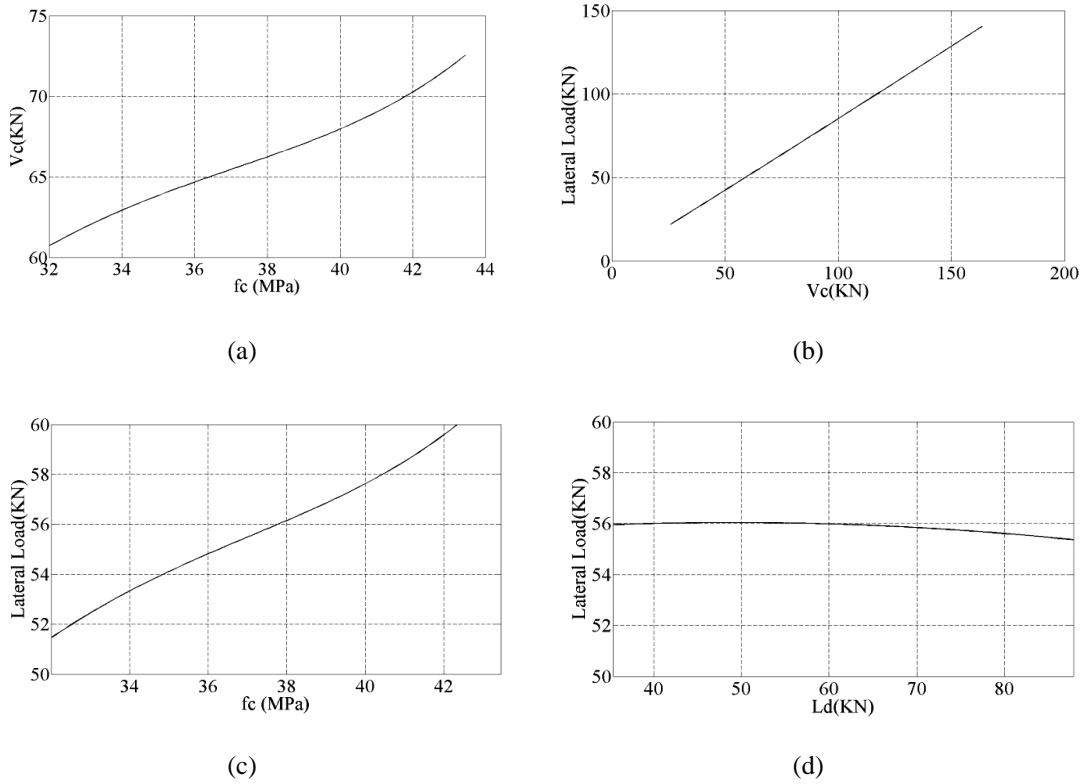 75
70
65
60
Vc(KN)
32 34 36 38 40 42 44
fc (MPa)
(a)
150
100
50
0
Lateral Load(KN)
0 50 100 150 200
Vc(KN)
(b)
60
58
56
54
52
50
Lateral Load(KN)
34 36 38 40 42
fc (MPa)
(c)
60
58
56
54
52
50
Lateral Load(KN)
40 50 60 70 80
Ld(KN)
(d)